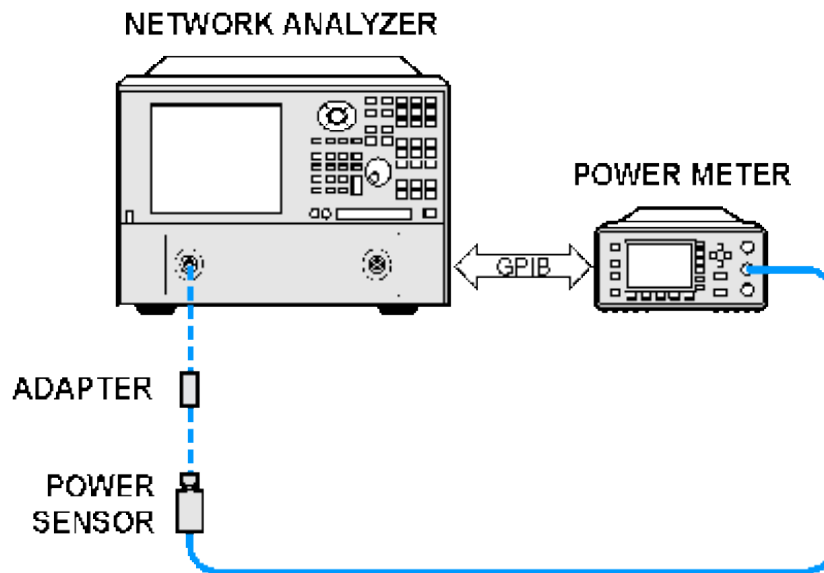 NETWORK ANALYZER
POWER METER
GPIB
ADAPTER
POWER
SENSOR